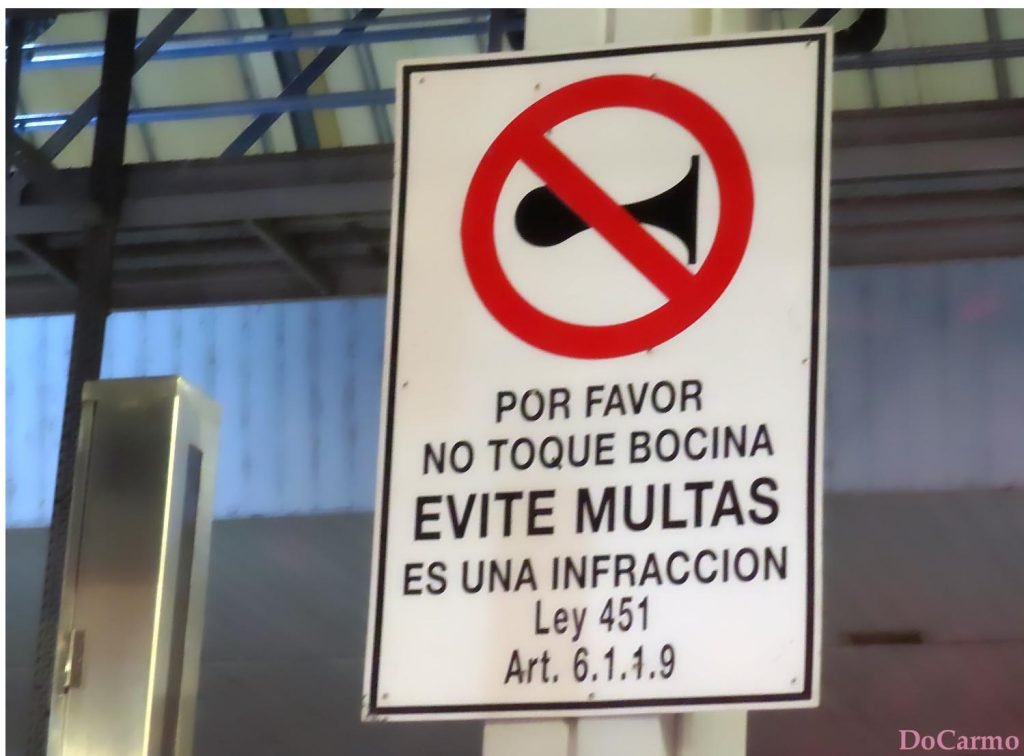 POR FAVOR
NO TOQUE BOCINA
EVITE MULTAS
ES UNA INFRACCION
Ley 451
Art. 6.1.1.9
DoCarmo